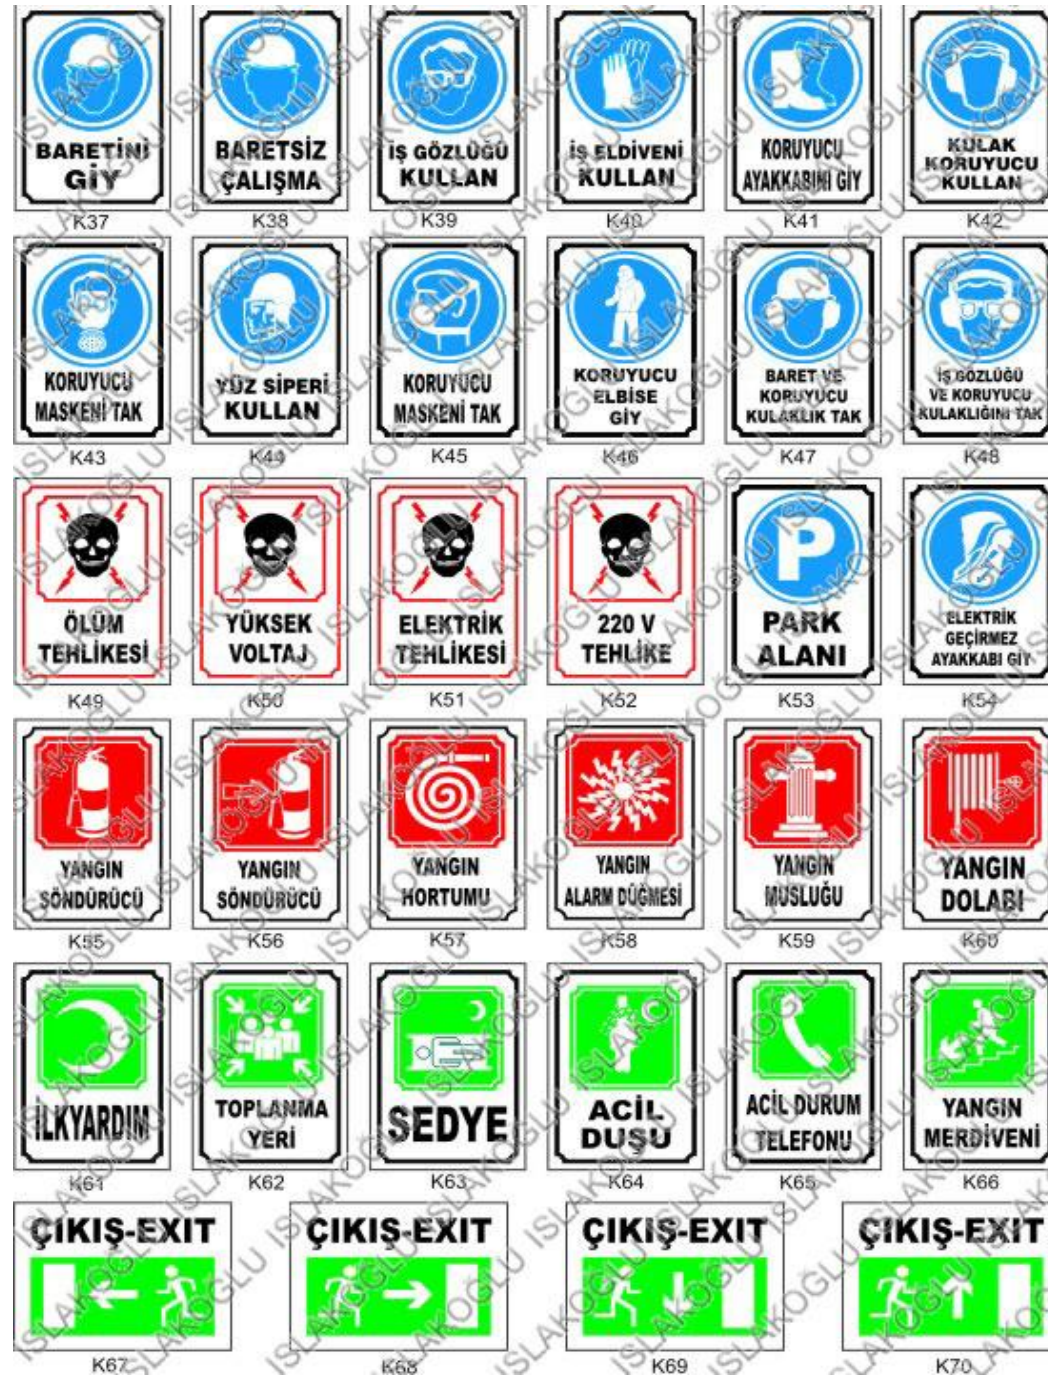 BARETİNİ
GİY
K37
BARETSİZ
ÇALIŞMA
K38
İŞ GÖZLÜĞÜ
KULLAN
K39
İŞ ELDİVENİ
KULLAN
K40
KORUYUCU
AYAKKABINI GİY
K41
KULAK
KORUYUCU
KULLAN
K42
KORUYUCU
MASKENİ TAK
K43
YÜZ SİPERİ
KULLAN
K44
KORUYUCU
MASKENİ TAK
K45
KORUYUCU
ELBİSE
GİY
K46
BARET VE
KORUYUCU
KULAKLIK TAK
K47
İŞ GÖZLÜĞÜ
VE KORUYUCU
KULAKLIĞINI TAK
K48
ÖLÜM
TEHLİKESİ
K49
YÜKSEK
VOLTAJ
K50
ELEKTRİK
TEHLİKESİ
K51
220 V
TEHLİKE
K52
P
PARK
ALANI
K53
ELEKTRİK
GEÇİRMEZ
AYAKKABI GİY
K54
YANGIN
SÖNDÜRÜCÜ
K55
YANGIN
SÖNDÜRÜCÜ
K56
YANGIN
HORTUMU
K57
YANGIN
ALARM DÜĞMESİ
K58
YANGIN
MUSLUĞU
K59
YANGIN
DOLABI
K60
İLKYARDIM
K61
TOPLANMA
YERİ
K62
SEDYE
K63
ACİL
DUŞU
K64
ACİL DURUM
TELEFONU
K65
YANGIN
MERDİVENİ
K66
ÇIKIŞ-EXIT
K67
ÇIKIŞ-EXIT
K68
ÇIKIŞ-EXIT
K69
ÇIKIŞ-EXIT
K70
ISLAKOĞLU